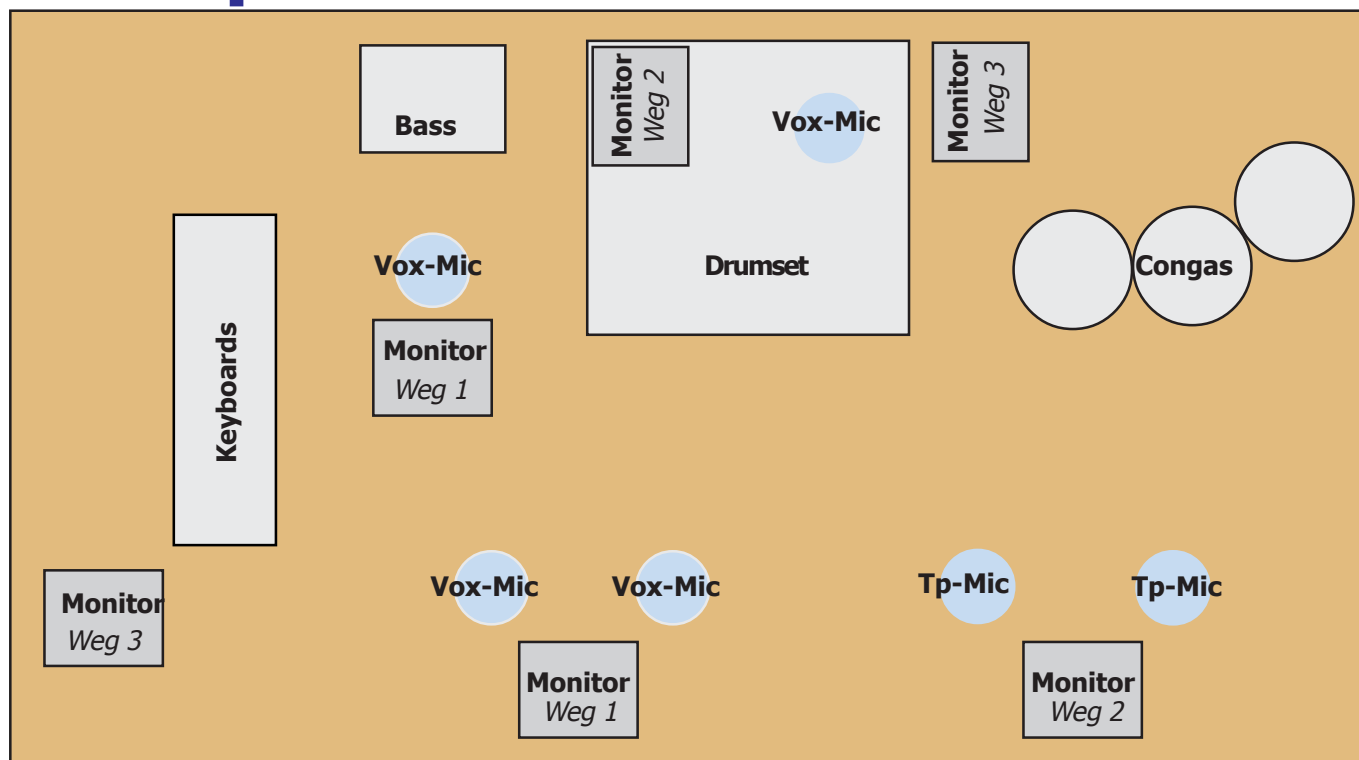 Monitor
Weg 2
Vox-Mic
Monitor
Weg 3
Bass
Vox-Mic
Drumset
Congas
Monitor
Weg 1
Keyboards
Vox-Mic
Vox-Mic
Tp-Mic
Tp-Mic
Monitor
Weg 3
Monitor
Weg 1
Monitor
Weg 2